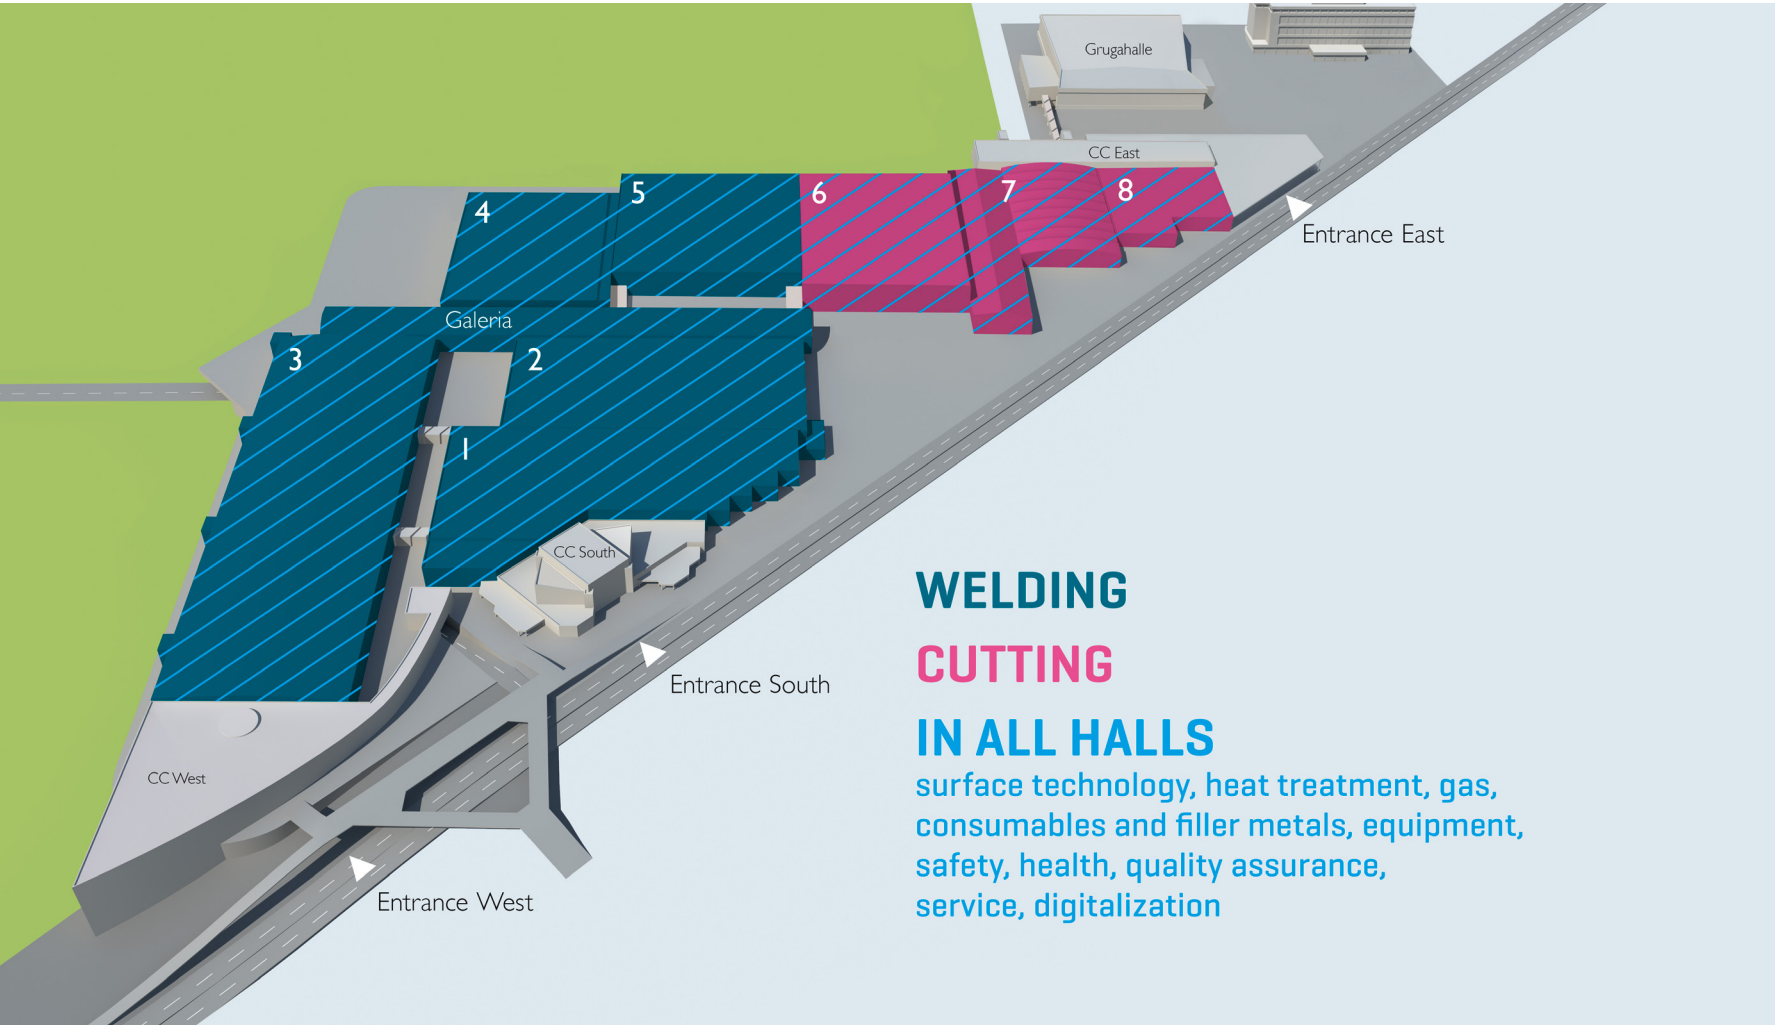 Grugahalle
CC East
5
6
7
8
4
Entrance East
Galeria
3
2
1
CC South
WELDING
CUTTING
Entrance South
IN ALL HALLS
surface technology, heat treatment, gas,
consumables and filler metals, equipment,
safety, health, quality assurance,
service, digitalization
CC West
Entrance West